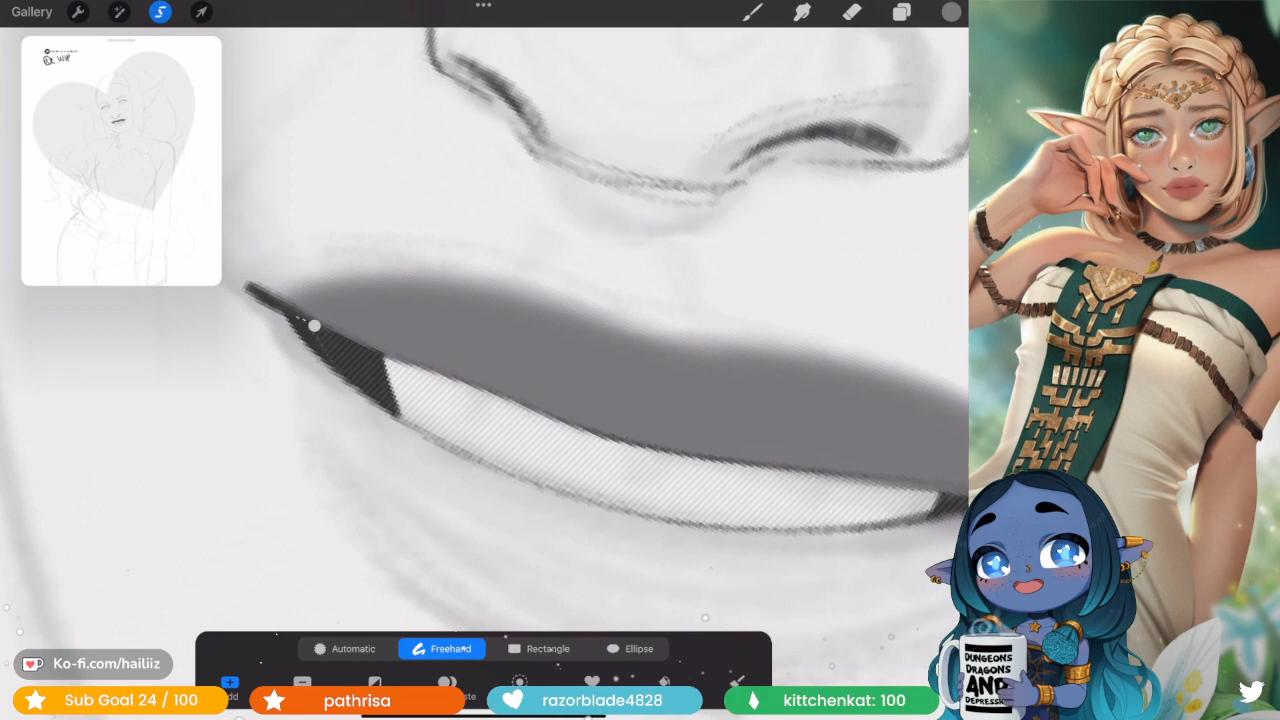 Gallery
WIP
Automatic
Freehand
Rectangle
Ellipse
Ko-fi.com/hailiiz
DUNGEONS
DRAGONS
AND
Sub Goal 24 / 100
pathrisa
razorblade4828
kittchenkat: 100